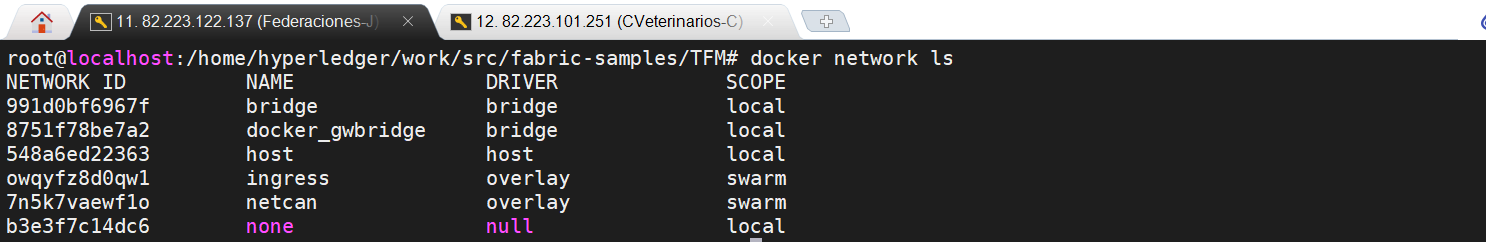 11. 82.223.122.137 (Federaciones-J) 12. 82.223.101.251 (CVeterinarios-C)
root@localhost:/home/hyperledger/work/src/fabric-samples/TFM# docker network ls
NETWORK ID NAME DRIVER SCOPE
991d0bf6967f bridge bridge local
8751f78be7a2 docker_gwbridge bridge local
548a6ed22363 host host local
owqyfz8d0qw1 ingress overlay swarm
7n5k7vaewf1o netcan overlay swarm
b3e3f7c14dc6 none null local